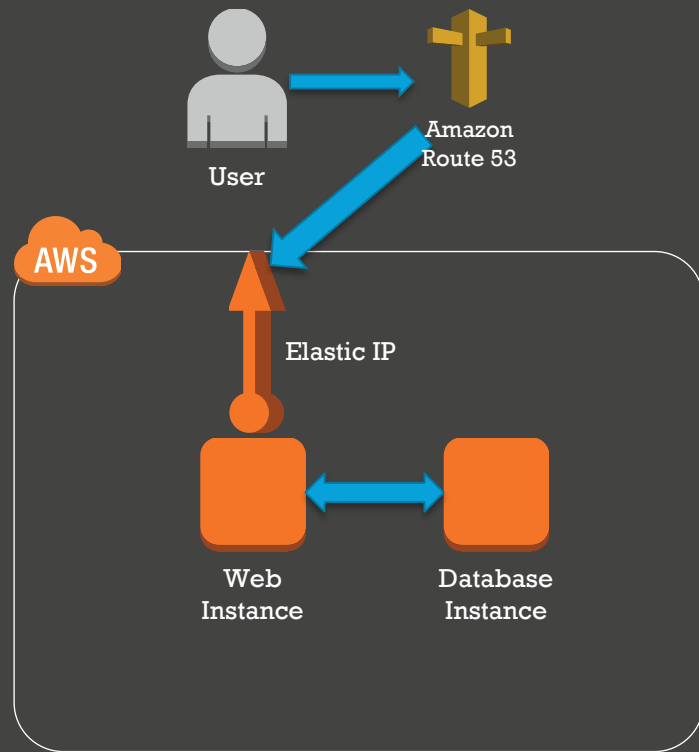 User
Amazon
Route 53
AWS
Elastic IP
Web
Instance
Database
Instance